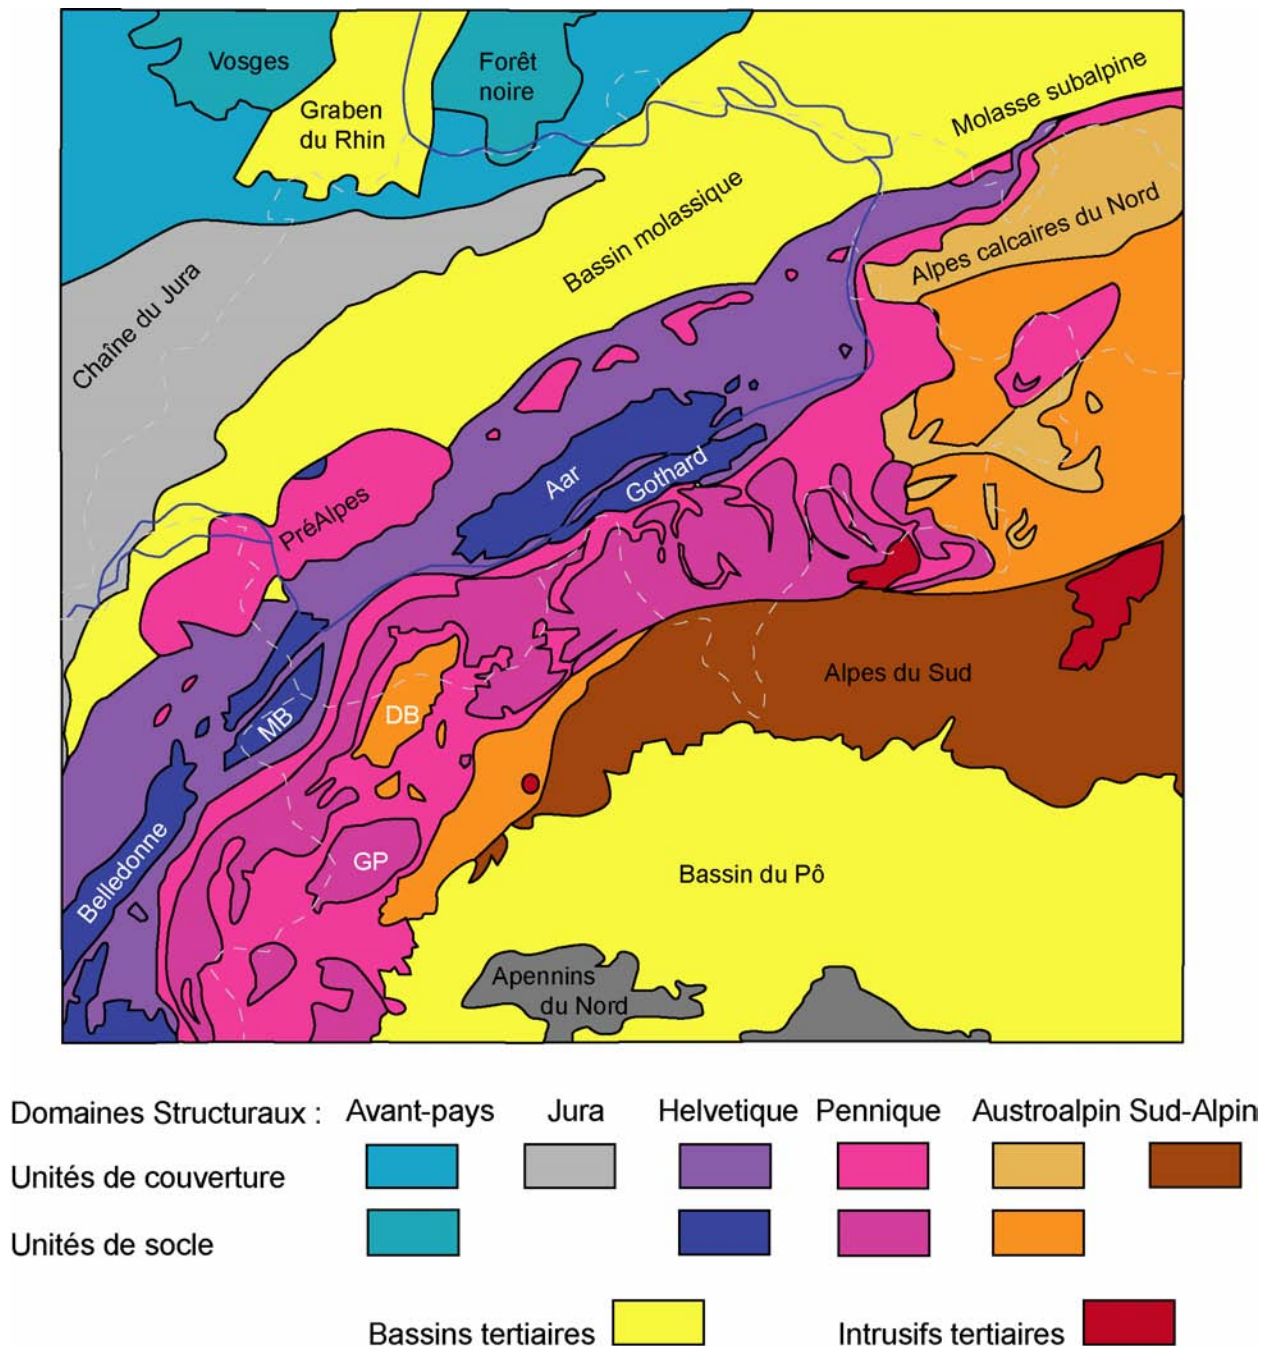 Vosges
Forêt
noire
Graben
du Rhin
Molasse subalpine
Bassin molassique
Alpes calcaires du Nord
Chaîne du Jura
Aar
Gothard
PréAlpes
Alpes du Sud
MB
DB
Belledonne
GP
Bassin du Pô
Apennins
du Nord
Domaines Structuraux : Avant-pays Jura Helvetique Pennique Austroalpin Sud-Alpin
Unités de couverture
Unités de socle
Bassins tertiaires Intrusifs tertiaires